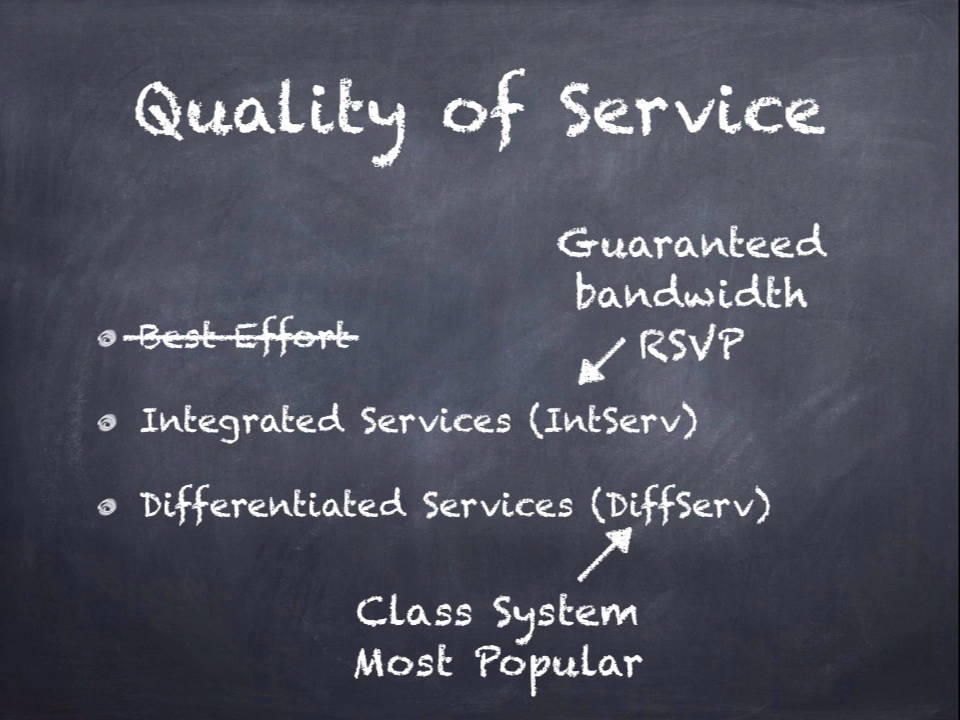 Quality of Service
Guaranteed
bandwidth
RSVP
Best Effort
Integrated Services (IntServ)
Differentiated Services (DiffServ)
Class System
Most Popular